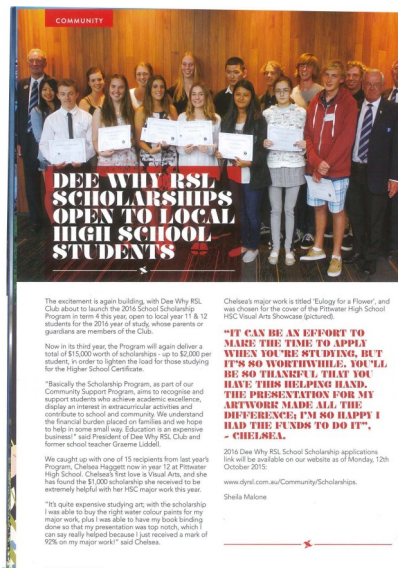 COMMUNITY
DEE WHY RSL
SCHOLARSHIPS
OPEN TO LOCAL
HIGH SCHOOL
STUDENTS
The excitement is again building, with Dee Why RSL
Club about to launch the 2016 School Scholarship
Program in term 4 this year, open to local year 11 & 12
students for the 2016 year of study, whose parents or
guardians are members of the Club.
Now in its third year, the Program will again deliver a
total of $15,000 worth of scholarships - up to $2,000 per
student, in order to lighten the load for those studying
for the Higher School Certificate.
"Basically the Scholarship Program, as part of our
Community Support Program, aims to recognise and
support students who achieve academic excellence,
display an interest in extracurricular activities and
contribute to school and community. We understand
the financial burden placed on families and we hope
to help in some small way. Education is an expensive
business!" said President of Dee Why RSL Club and
former school teacher Graeme Liddell.
We caught up with one of 15 recipients from last year's
Program, Chelsea Haggett now in year 12 at Pittwater
High School. Chelsea's first love is Visual Arts, and she
has found the $1,000 scholarship she received to be
extremely helpful with her HSC major work this year.
"It's quite expensive studying art; with the scholarship
I was able to buy the right water colour paints for my
major work, plus I was able to have my book binding
done so that my presentation was top notch, which I
can say really helped because I just received a mark of
92% on my major work!" said Chelsea.
Chelsea's major work is titled 'Eulogy for a Flower', and
was chosen for the cover of the Pittwater High School
HSC Visual Arts Showcase (pictured).
"IT CAN BE AN EFFORT TO
MAKE THE TIME TO APPLY
WHEN YOU'RE STUDYING, BUT
IT'S SO WORTHWHILE, YOU'LL
BE SO THANKFUL THAT YOU
HAVE THIS HELPING HAND.
THE PRESENTATION FOR MY
ARTWORK MADE ALL THE
DIFFERENCE; I'M SO HAPPY I
HAD THE FUNDS TO DO IT",
- CHELSEA.
2016 Dee Why RSL School Scholarship applications
link will be available on our website as of Monday, 12th
October 2015:
www.dyrsl.com.au/Community/Scholarships.
Sheila Malone